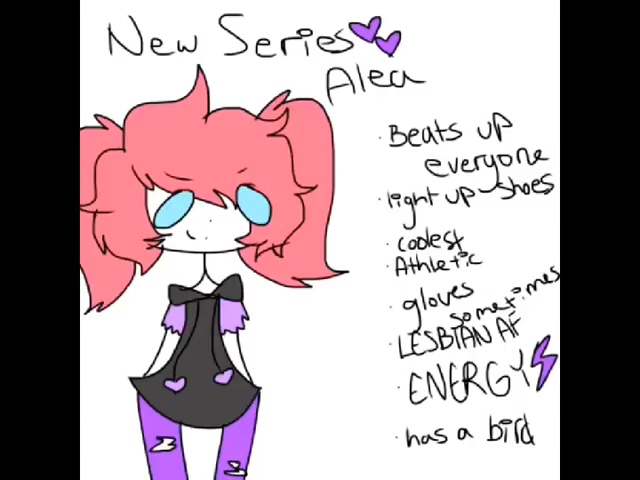 New Series
Alea
· Beats up
everyone
· light up shoes
· coolest
· Athletic
· gloves
sometimes
· LESBIAN AF
· ENERGY
· has a bird